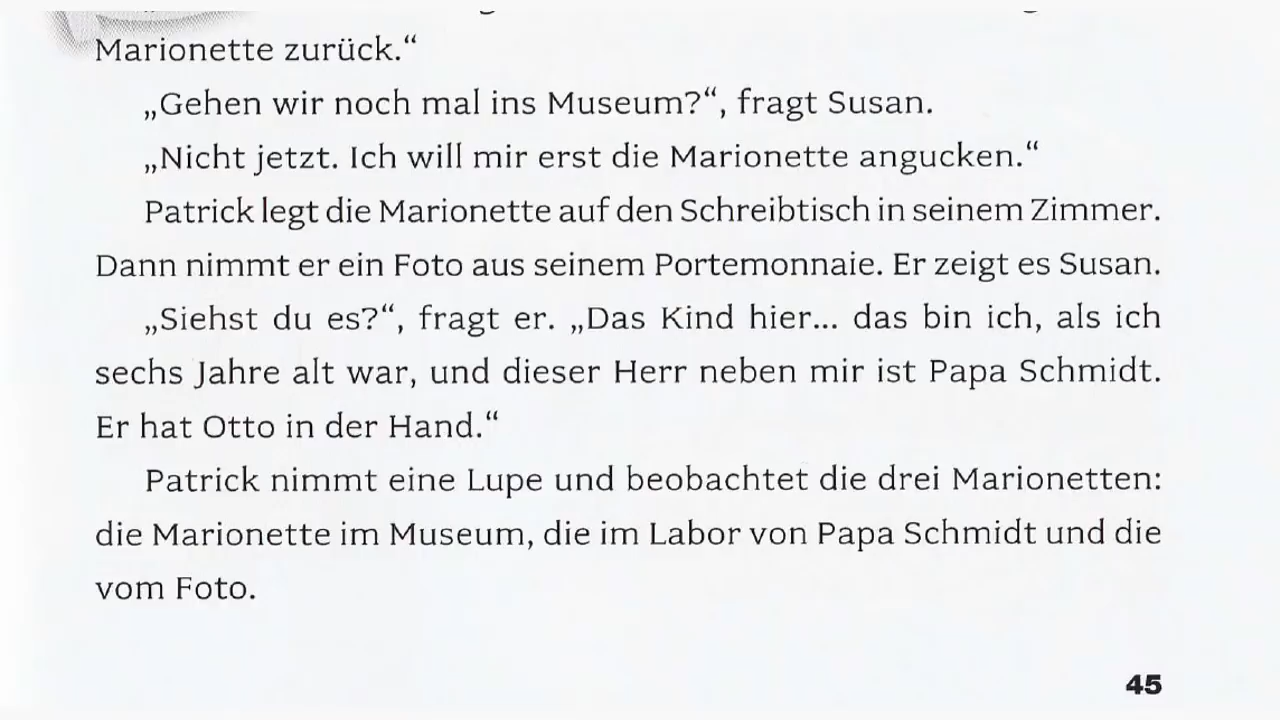 Marionette zurück.“
„Gehen wir noch mal ins Museum?“, fragt Susan.
„Nicht jetzt. Ich will mir erst die Marionette angucken.“
Patrick legt die Marionette auf den Schreibtisch in seinem Zimmer.
Dann nimmt er ein Foto aus seinem Portemonnaie. Er zeigt es Susan.
„Siehst du es?“, fragt er. „Das Kind hier... das bin ich, als ich
sechs Jahre alt war, und dieser Herr neben mir ist Papa Schmidt.
Er hat Otto in der Hand.“
Patrick nimmt eine Lupe und beobachtet die drei Marionetten:
die Marionette im Museum, die im Labor von Papa Schmidt und die
vom Foto.
45